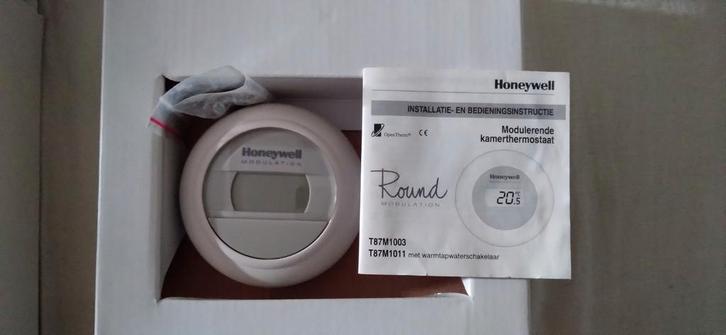 Honeywell
MODULATION
Honeywell
INSTALLATIE- EN BEDIENINGSINSTRUCTIE
OpenTherm®
CE
Modulerende
kamerthermostaat
Round
MODULATION
Honeywell
20.5 °C
T87M1003
T87M1011 met warmtapwaterschakelaar